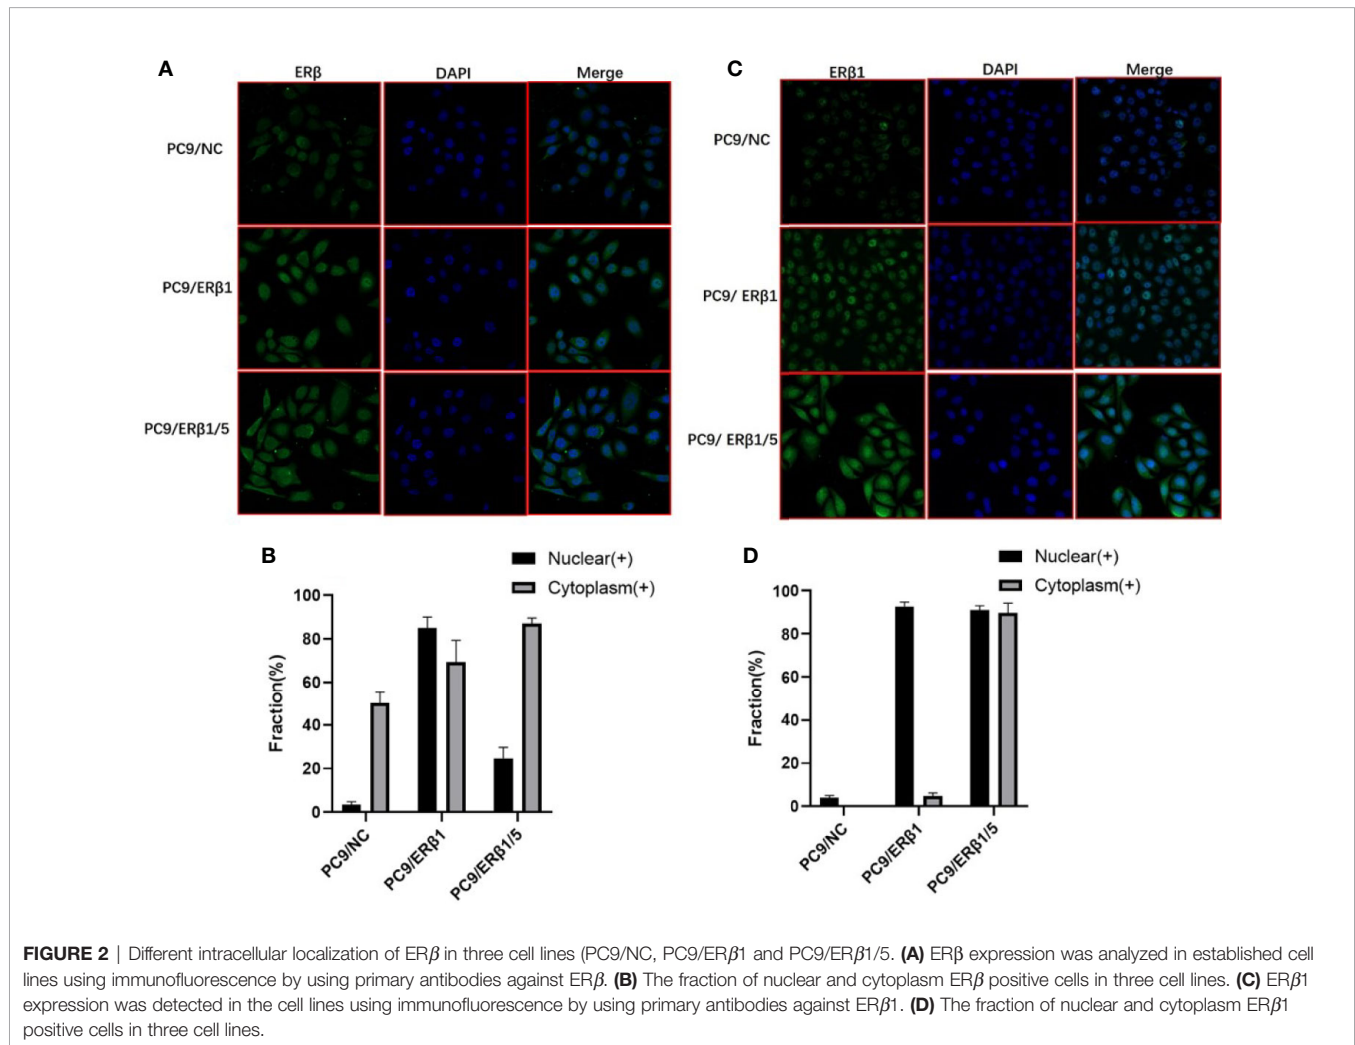 A
ERβ DAPI Merge
PC9/NC
PC9/ERβ1
PC9/ERβ1/5
C
ERβ1 DAPI Merge
PC9/NC
PC9/ ERβ1
PC9/ ERβ1/5
B
Nuclear(+)
Cytoplasm(+)
Fraction(%)
100
80
60
40
20
0
PC9/NC
PC9/ERβ1
PC9/ERβ1/5
D
Nuclear(+)
Cytoplasm(+)
Fraction(%)
100
80
60
40
20
0
PC9/NC
PC9/ERβ1
PC9/ERβ1/5
FIGURE 2 | Different intracellular localization of ERβ in three cell lines (PC9/NC, PC9/ERβ1 and PC9/ERβ1/5. (A) ERβ expression was analyzed in established cell
lines using immunofluorescence by using primary antibodies against ERβ. (B) The fraction of nuclear and cytoplasm ERβ positive cells in three cell lines. (C) ERβ1
expression was detected in the cell lines using immunofluorescence by using primary antibodies against ERβ1. (D) The fraction of nuclear and cytoplasm ERβ1
positive cells in three cell lines.